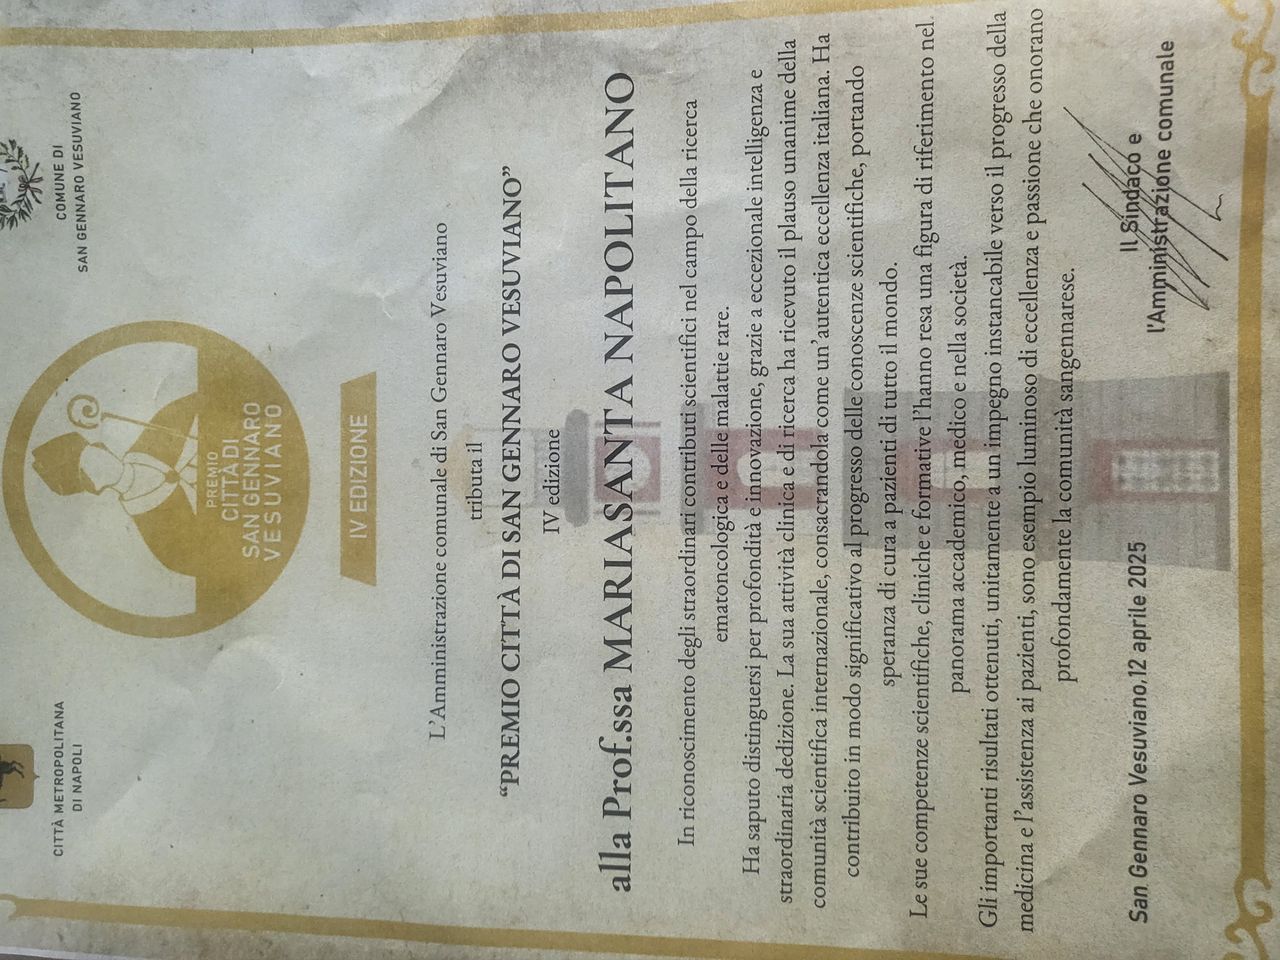 CITTÀ METROPOLITANA
DI NAPOLI
COMUNE DI
SAN GENNARO VESUVIANO
PREMIO
CITTÀ DI
SAN GENNARO
VESUVIANO
IV EDIZIONE
L’Amministrazione comunale di San Gennaro Vesuviano
tributa il
“PREMIO CITTÀ DI SAN GENNARO VESUVIANO”
IV edizione
alla Prof.ssa MARIASANTA NAPOLITANO
In riconoscimento degli straordinari contributi scientifici nel campo della ricerca
ematoncologica e delle malattie rare.
Ha saputo distinguersi per profondità e innovazione, grazie a eccezionale intelligenza e
straordinaria dedizione. La sua attività clinica e di ricerca ha ricevuto il plauso unanime della
comunità scientifica internazionale, consacrandola come un’autentica eccellenza italiana. Ha
contribuito in modo significativo al progresso delle conoscenze scientifiche, portando
speranza di cura a pazienti di tutto il mondo.
Le sue competenze scientifiche, cliniche e formative l’hanno resa una figura di riferimento nel
panorama accademico, medico e nella società.
Gli importanti risultati ottenuti, unitamente a un impegno instancabile verso il progresso della
medicina e l’assistenza ai pazienti, sono esempio luminoso di eccellenza e passione che onorano
profondamente la comunità sangennarese.
San Gennaro Vesuviano,12 aprile 2025
Il Sindaco e
l’Amministrazione comunale